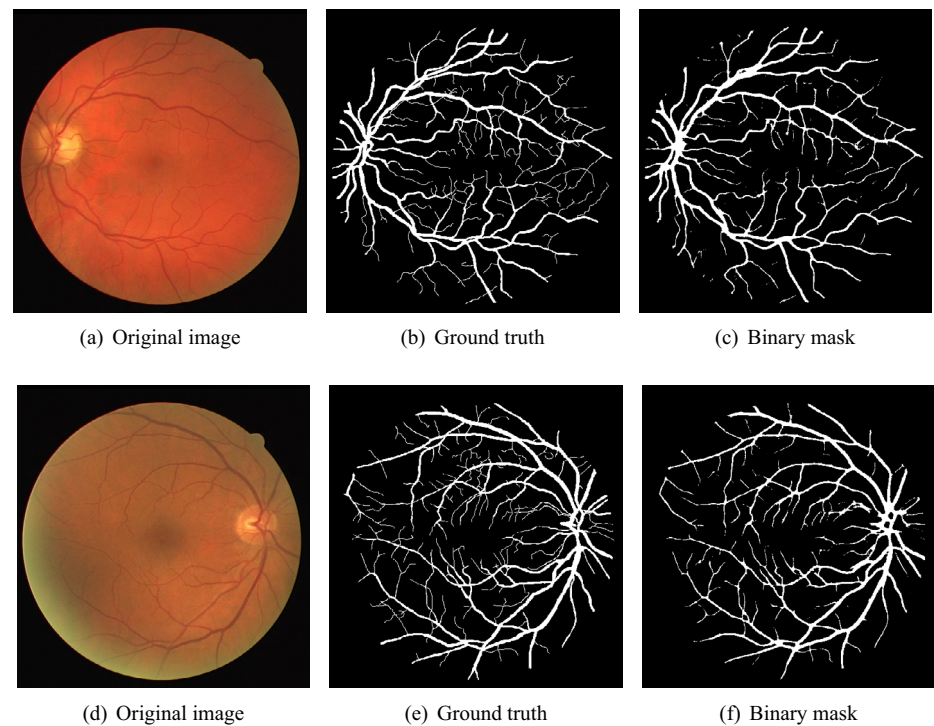 (a) Original image
(b) Ground truth
(c) Binary mask
(d) Original image
(e) Ground truth
(f) Binary mask